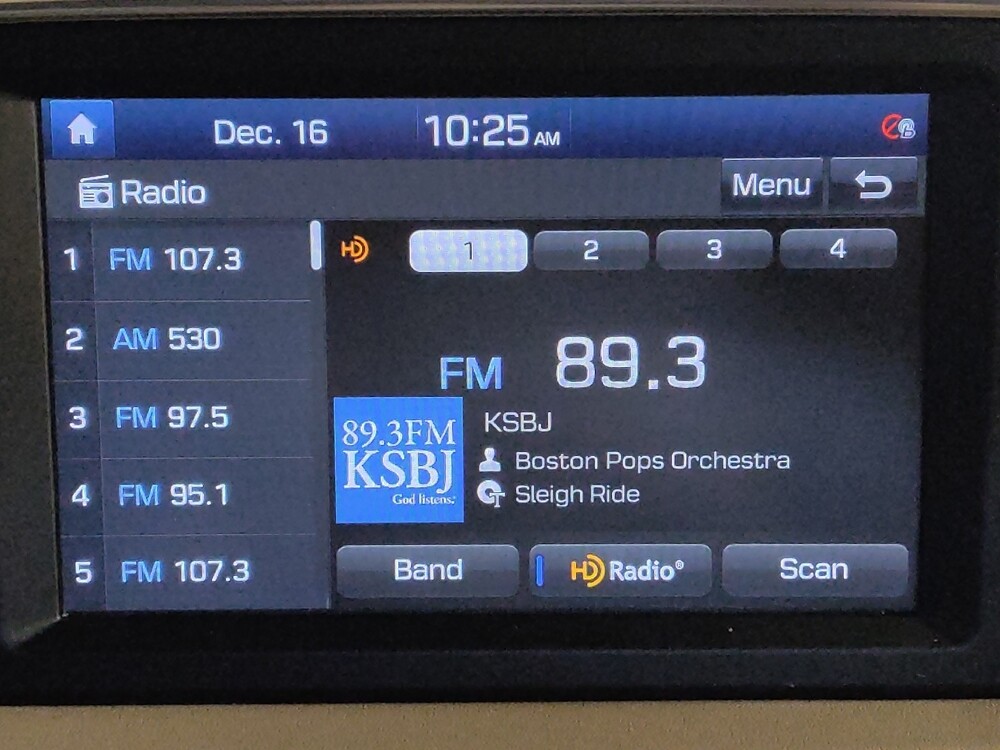 Dec. 16 10:25 AM
Radio Menu
1 FM 107.3
2 AM 530
3 FM 97.5
4 FM 95.1
5 FM 107.3
HD 1 2 3 4
FM 89.3
89.3FM
KSBJ
God listens.
KSBJ
Boston Pops Orchestra
Sleigh Ride
Band HD Radio® Scan